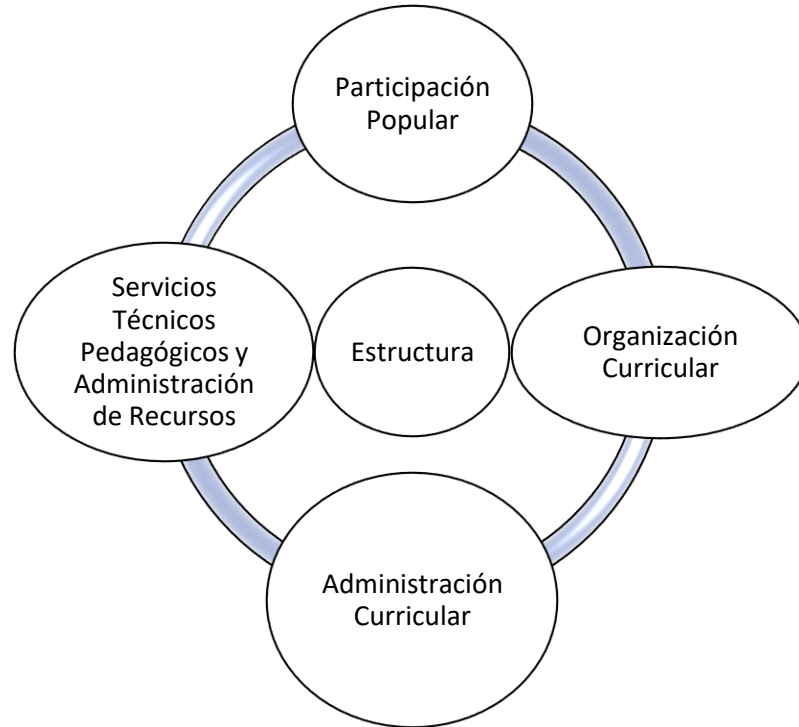 Participación
Popular
Servicios
Técnicos
Pedagógicos y
Administración
de Recursos
Estructura
Organización
Curricular
Administración
Curricular